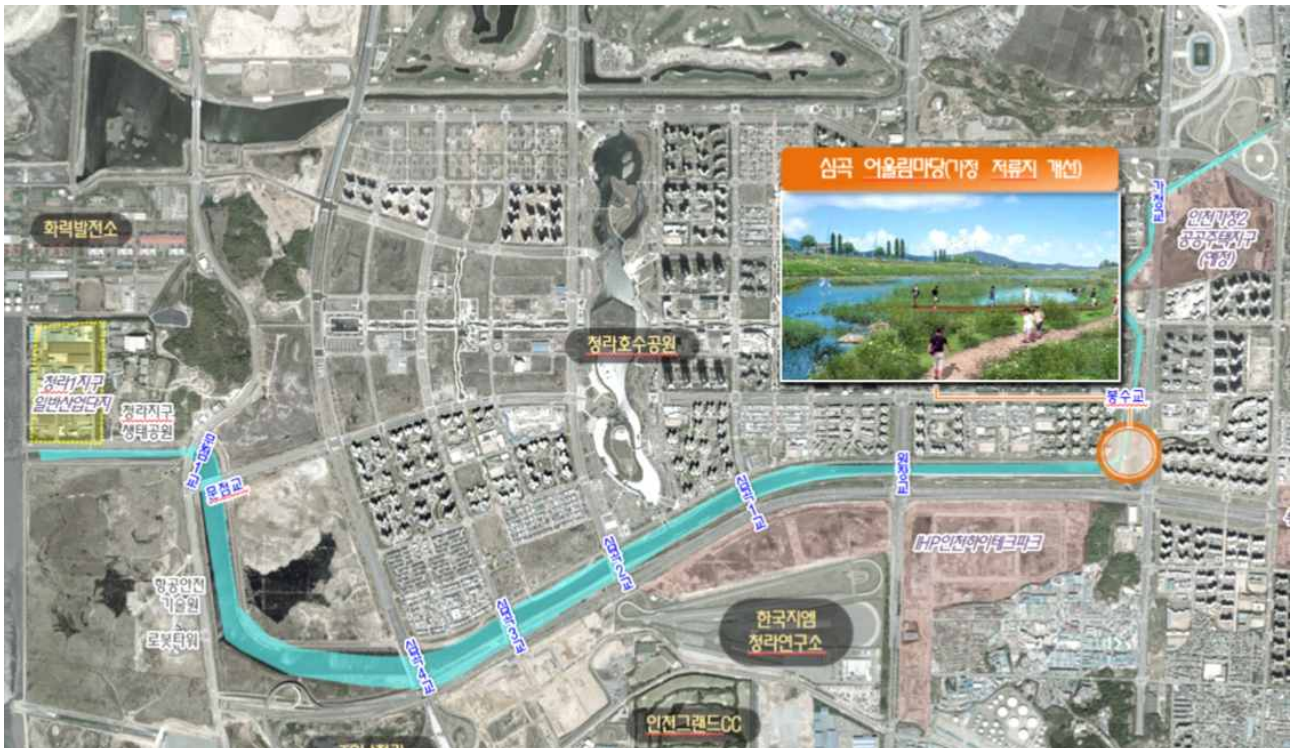 심곡 어울림마당(가정 저류지 개선)
가정교
인천가정2
공공주택지구
(예정)
화력발전소
청라호수공원
봉수교
청라1지구
일반산업단지
청라지구
생태공원
문점교
원창교
심곡1교
심곡2교
심곡3교
심곡4교
IHP인천하이테크파크
항공안전
기술원
로봇타워
한국지엠
청라연구소
인천그랜드CC